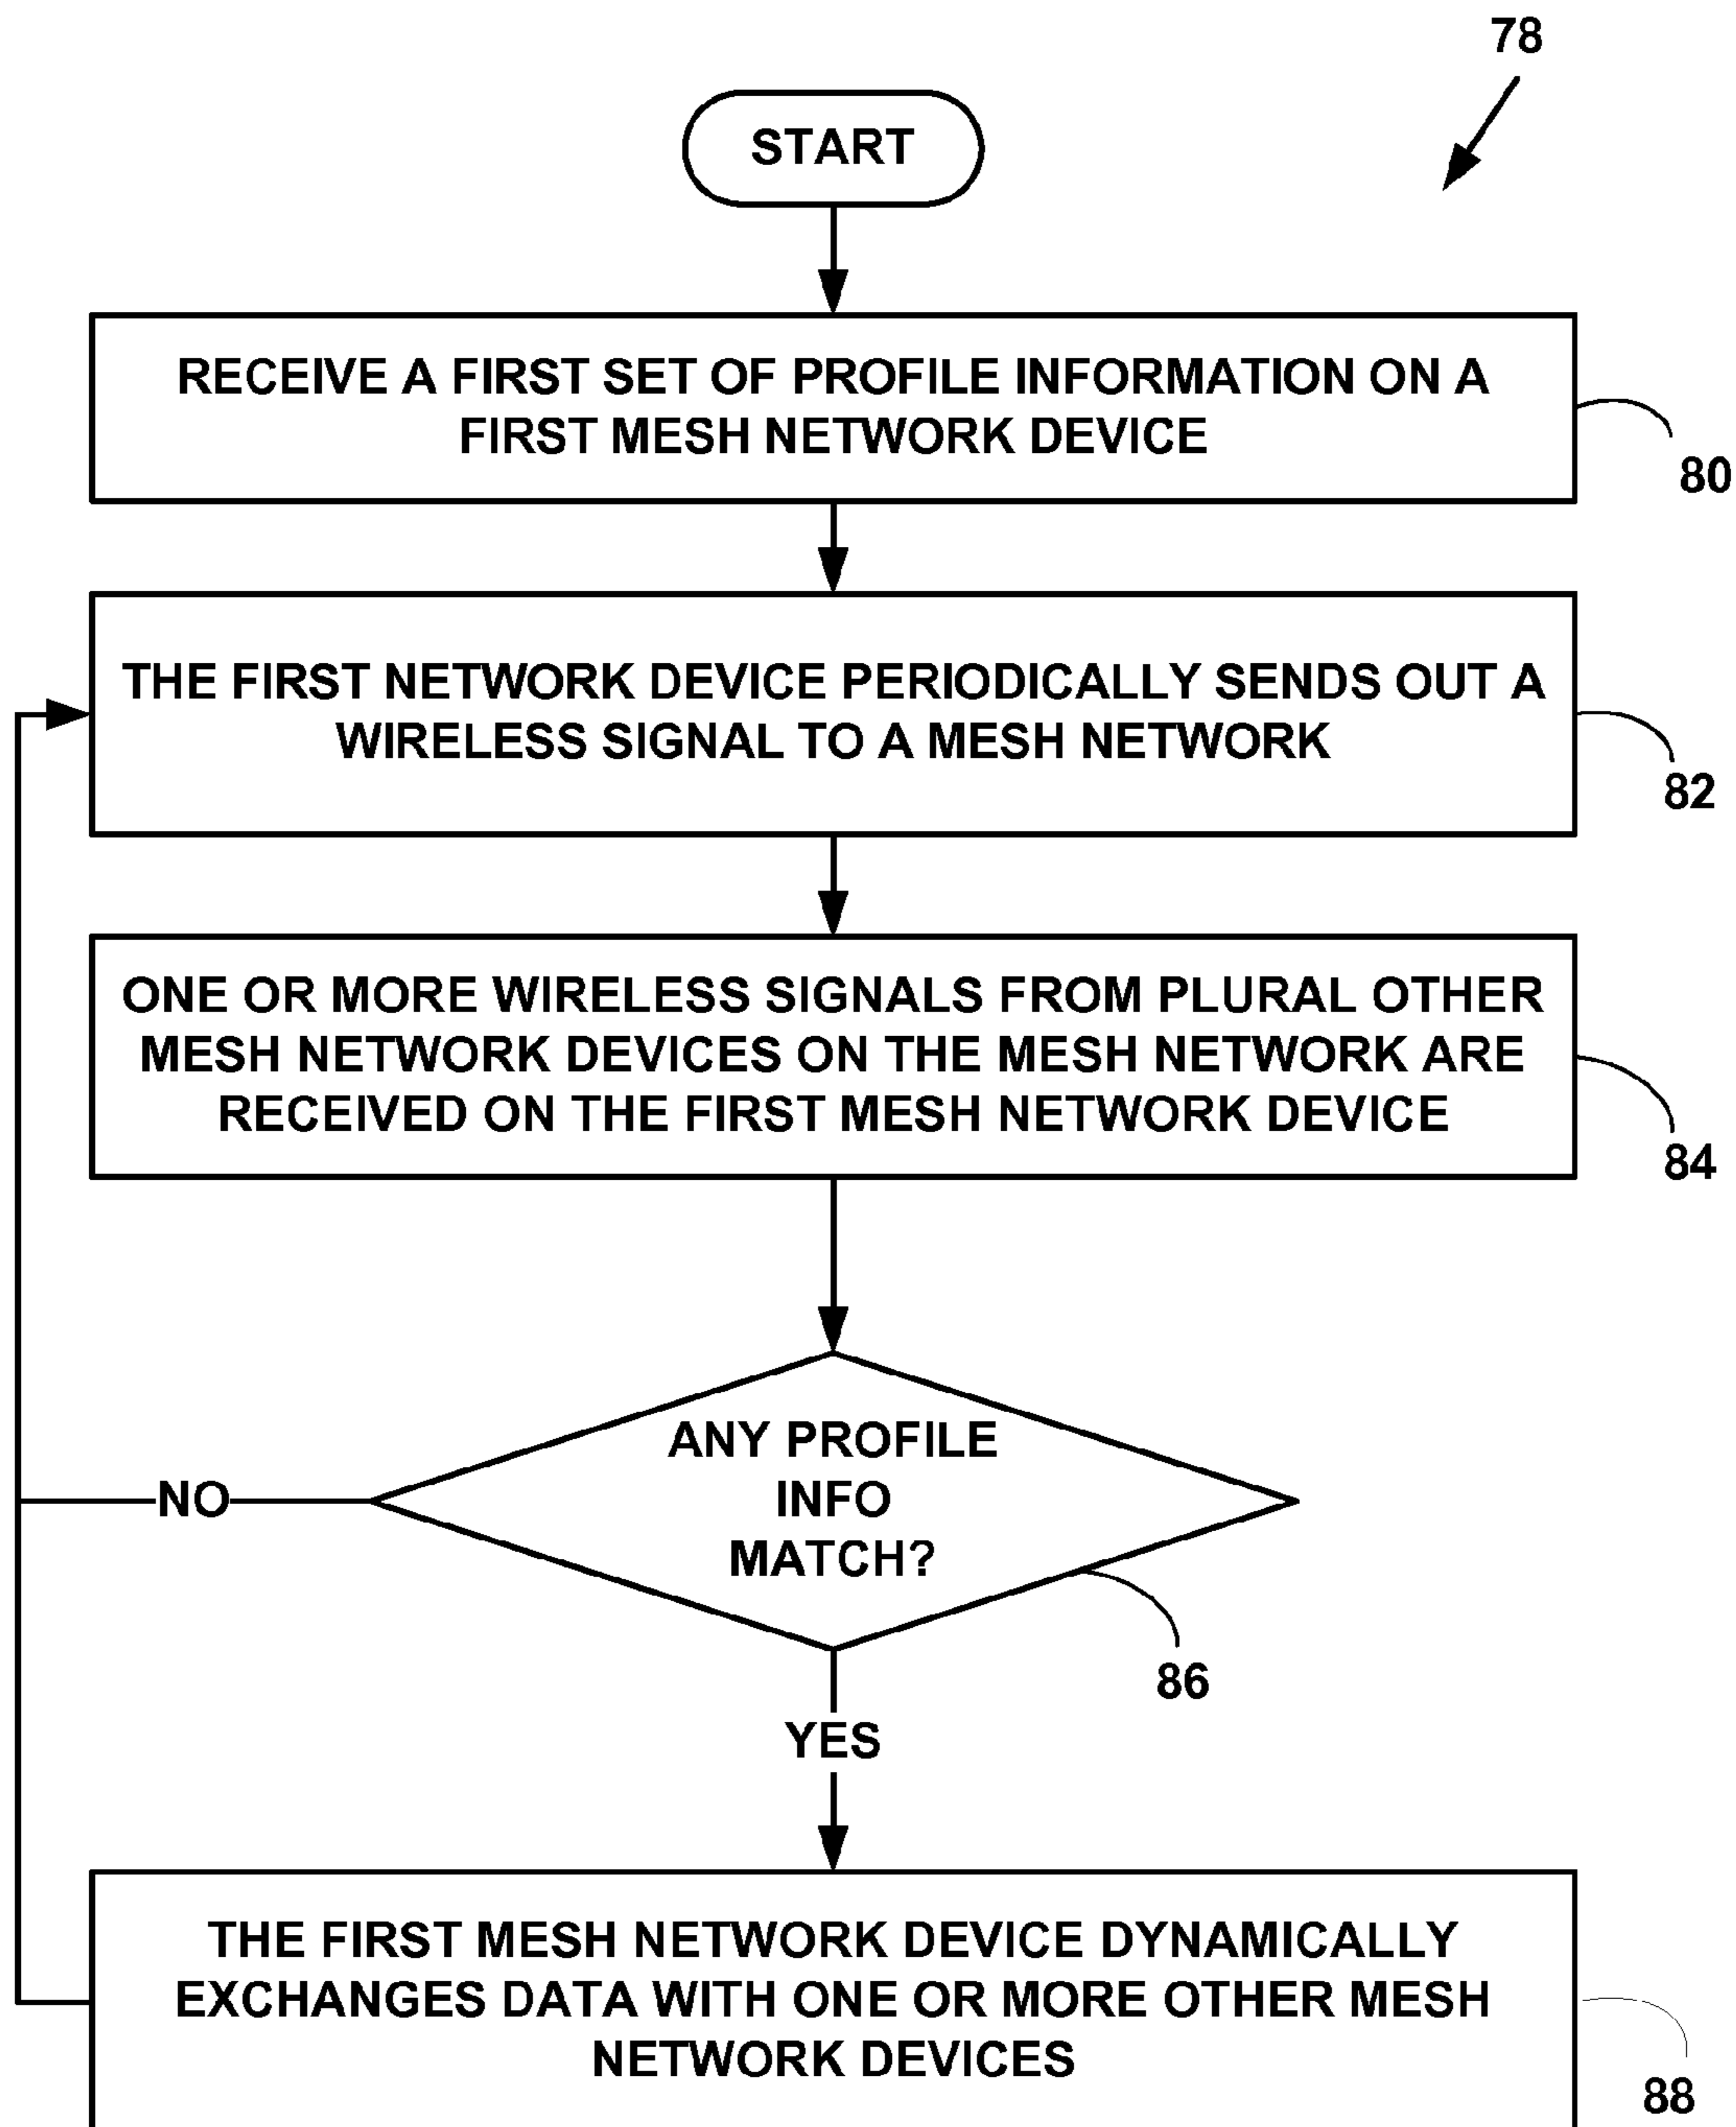 78
START
RECEIVE A FIRST SET OF PROFILE INFORMATION ON A
FIRST MESH NETWORK DEVICE
80
THE FIRST NETWORK DEVICE PERIODICALLY SENDS OUT A
WIRELESS SIGNAL TO A MESH NETWORK
82
ONE OR MORE WIRELESS SIGNALS FROM PLURAL OTHER
MESH NETWORK DEVICES ON THE MESH NETWORK ARE
RECEIVED ON THE FIRST MESH NETWORK DEVICE
84
ANY PROFILE
INFO
MATCH?
NO
86
YES
THE FIRST MESH NETWORK DEVICE DYNAMICALLY
EXCHANGES DATA WITH ONE OR MORE OTHER MESH
NETWORK DEVICES
88